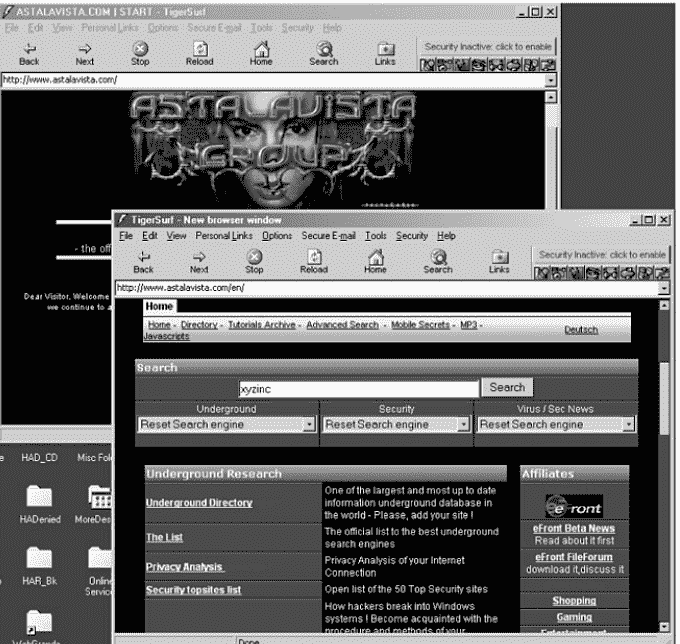 ASTALAVISTA.COM | START - TigerSurf
File Edit View Personal Links Options Secure E-mail Tools Security Help
Back Next Stop Reload Home Search Links
Security Inactive: click to enable
http://www.astalavista.com/
ASTALAVISTA
GROUP
- the off
Dear Visitor, Welcome
we continue to a
TigerSurf - New browser window
File Edit View Personal Links Options Secure E-mail Tools Security Help
Back Next Stop Reload Home Search Links
Security Inactive: click to enable
http://www.astalavista.com/en/
Home
Home - Directory - Tutorials Archive - Advanced Search - Mobile Secrets - MP3 -
Javascripts
Deutsch
Search
xyzinc
Search
Underground Security Virus / Sec News
Reset Search engine Reset Search engine Reset Search engine
Underground Research
Underground Directory
One of the largest and most up to date
information underground database in
the world - Please, add your site !
The List
The official list to the best underground
search engines
Privacy Analysis
Privacy Analysis of your Internet
Connection
Security topsites list
Open list of the 50 Top Security sites
How hackers break into Windows
systems ! Become acquainted with the
procedure and methods of your
Affiliates
eFront
eFront Beta News
Read about it first
eFront FileForum
download it,discuss it
Shopping
Gaming
Entertainment
Done
HAD_CD
Misc Fol
HADenied
MoreDes
HAR_Bk
Online
Service